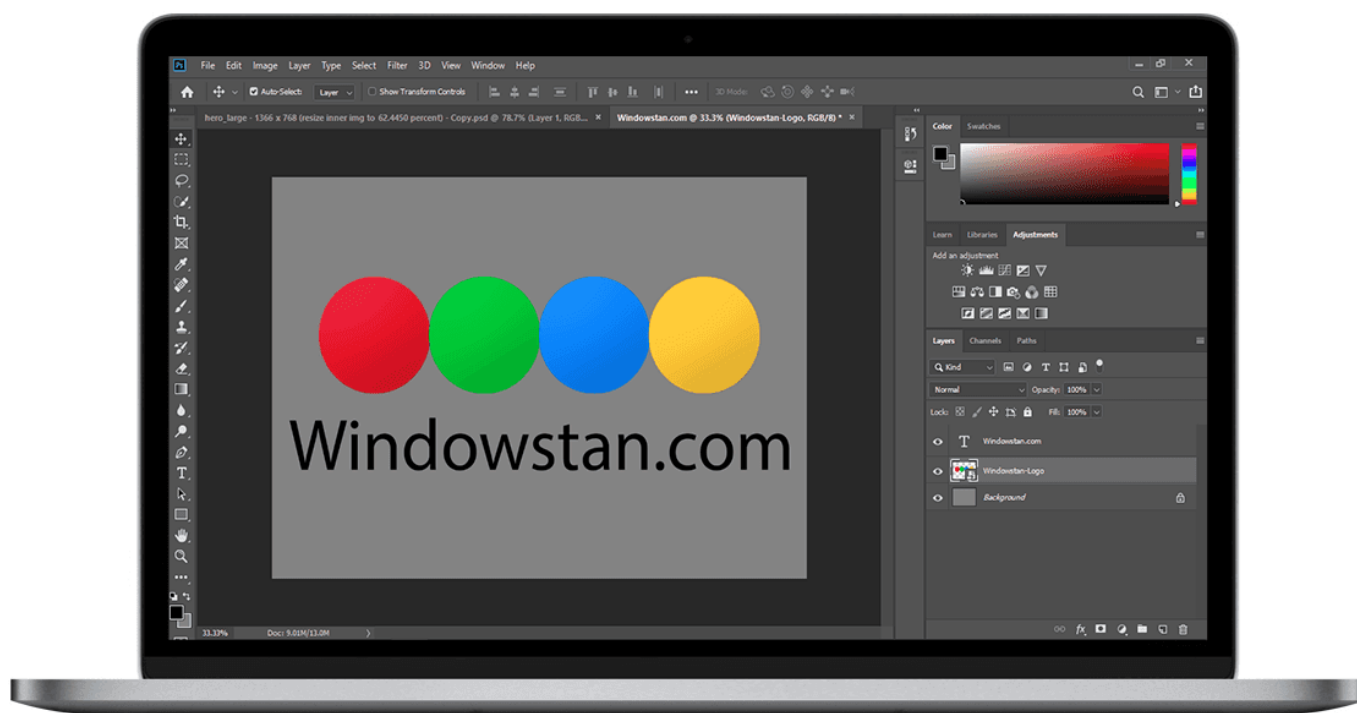 Ps File Edit Image Layer Type Select Filter 3D View Window Help
Auto-Select: Layer Show Transform Controls 3D Mode:
hero_large - 1366 x 768 (resize inner img to 62.4450 percent) - Copy.psd @ 78.7% (Layer 1, RGB... × Windowstan.com @ 33.3% (Windowstan-Logo, RGB/8) * ×
Color Swatches
Learn Libraries Adjustments
Add an adjustment
Layers Channels Paths
Kind
Normal Opacity: 100%
Lock: Fill: 100%
Windowstan.com
Windowstan-Logo
Background
Windowstan.com
33.33% Doc: 9.01M/13.0M